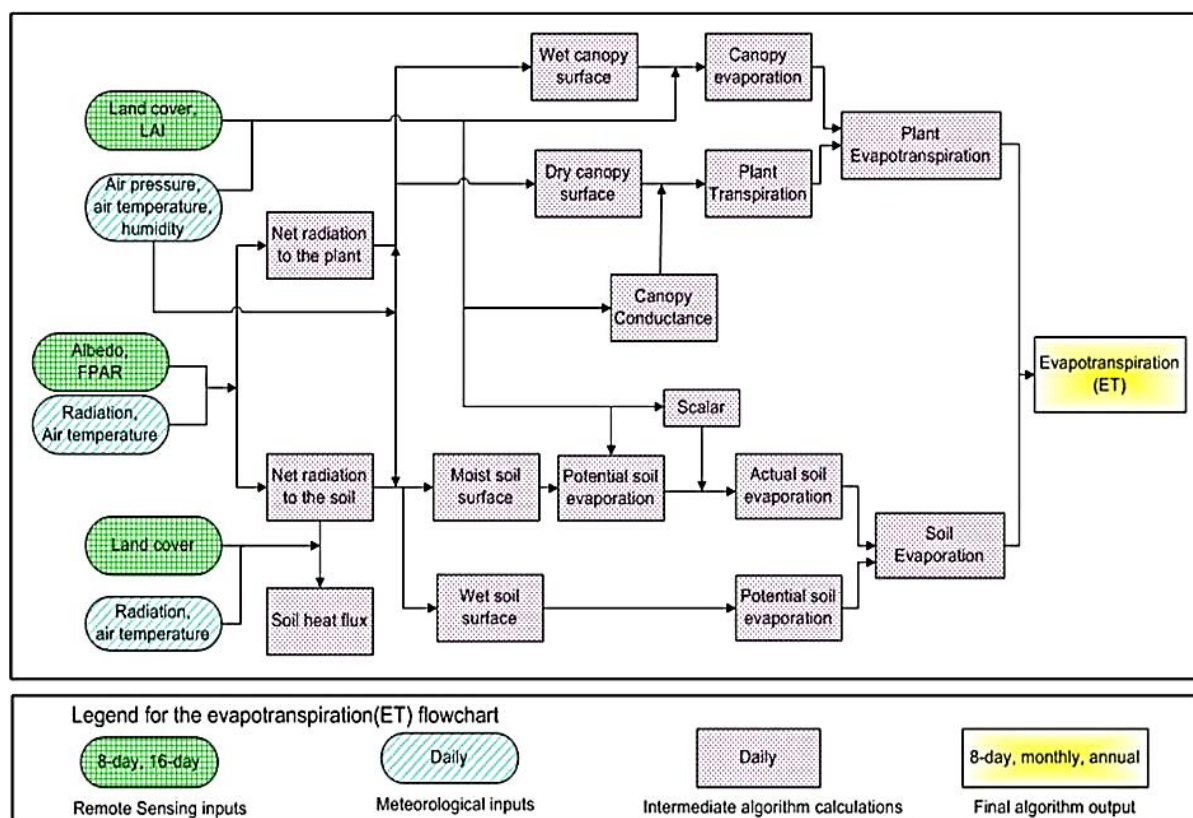 Wet canopy
surface
Canopy
evaporation
Land cover,
LAI
Plant
Evapotranspiration
Air pressure,
air temperature,
humidity
Dry canopy
surface
Plant
Transpiration
Net radiation
to the plant
Canopy
Conductance
Albedo,
FPAR
Radiation,
Air temperature
Evapotranspiration
(ET)
Scalar
Net radiation
to the soil
Moist soil
surface
Potential soil
evaporation
Actual soil
evaporation
Land cover
Soil
Evaporation
Radiation,
air temperature
Soil heat flux
Wet soil
surface
Potential soil
evaporation
Legend for the evapotranspiration(ET) flowchart
8-day, 16-day
Daily
Daily
8-day, monthly, annual
Remote Sensing inputs
Meteorological inputs
Intermediate algorithm calculations
Final algorithm output